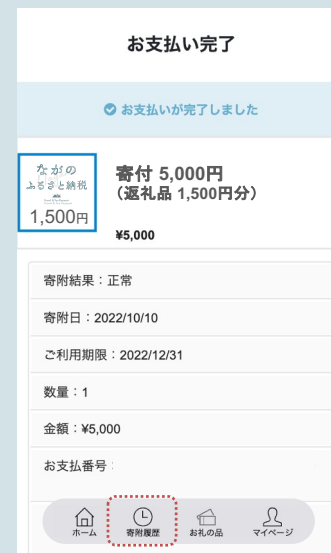 お支払い完了
お支払いが完了しました
ながの
ふるさと納税
1,500円
寄付 5,000円
（返礼品 1,500円分）
¥5,000
寄附結果：正常
寄附日：2022/10/10
ご利用期限：2022/12/31
数量：1
金額：¥5,000
お支払番号：
ホーム
寄附履歴
お礼の品
マイページ